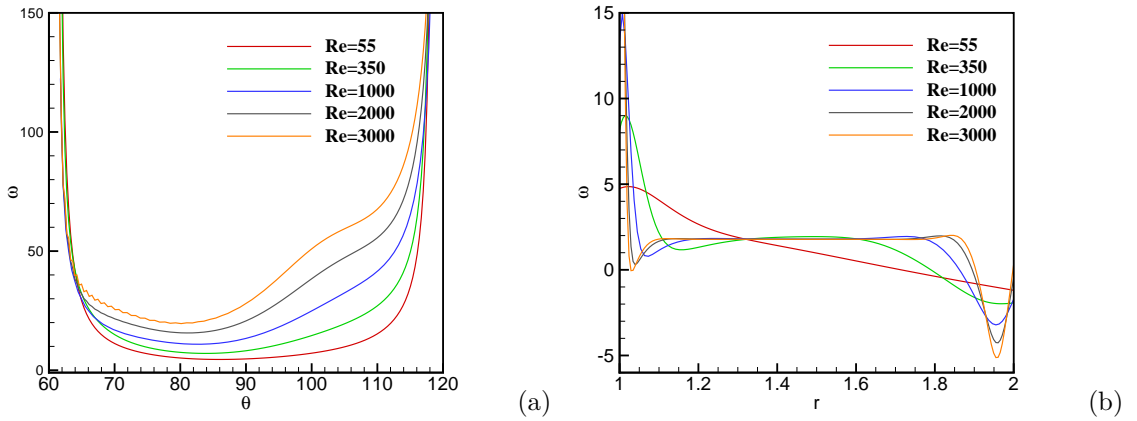 150
100
50
0
ω
Re=55
Re=350
Re=1000
Re=2000
Re=3000
60 70 80 90 100 110 120
θ
(a)
15
10
5
0
-5
ω
Re=55
Re=350
Re=1000
Re=2000
Re=3000
1 1.2 1.4 1.6 1.8 2
r
(b)